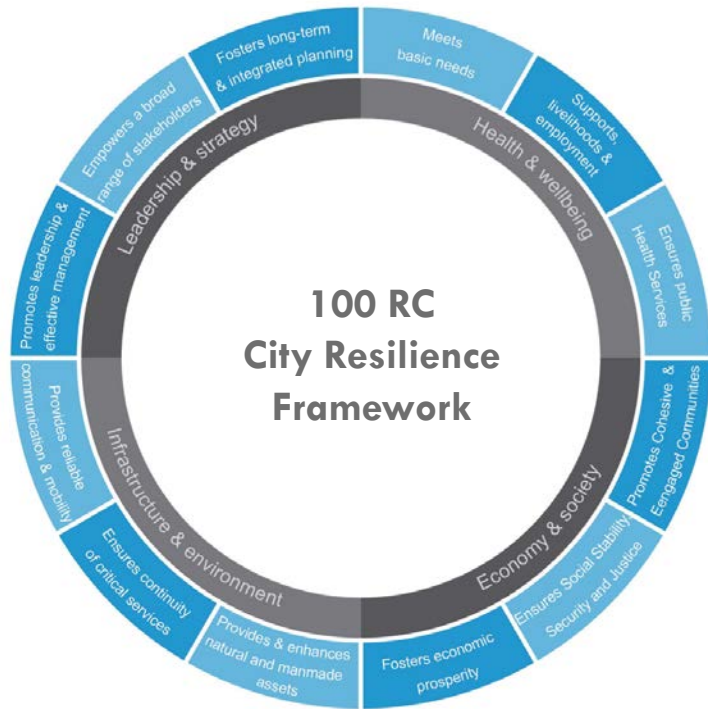 100 RC
City Resilience
Framework
Health & wellbeing
Meets
basic needs
Supports,
livelihoods &
employment
Ensures public
Health Services
Economy & society
Promotes Cohesive &
Eengaged Communities
Ensures Social Stability
Security and Justice
Fosters economic
prosperity
Infrastructure & environment
Provides & enhances
natural and manmade
assets
Ensures continuity
of critical services
Provides reliable
communication & mobility
Leadership & strategy
Promotes leadership &
effective management
Empowers a broad
range of stakeholders
Fosters long-term
& integrated planning